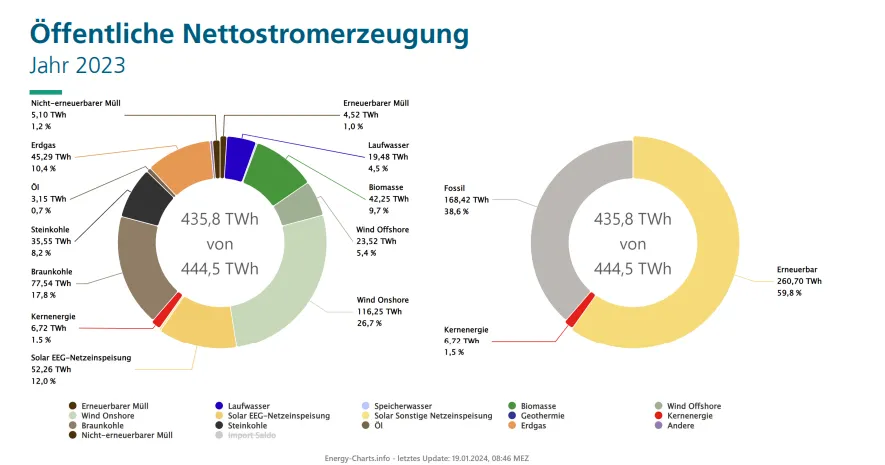 Öffentliche Nettostromerzeugung
Jahr 2023
Nicht-erneuerbarer Müll
5,10 TWh
1,2 %
Erneuerbarer Müll
4,52 TWh
1,0 %
Erdgas
45,29 TWh
10,4 %
Laufwasser
19,48 TWh
4,5 %
Öl
3,15 TWh
0,7 %
Biomasse
42,25 TWh
9,7 %
Steinkohle
35,55 TWh
8,2 %
Wind Offshore
23,52 TWh
5,4 %
Braunkohle
77,54 TWh
17,8 %
Wind Onshore
116,25 TWh
26,7 %
Kernenergie
6,72 TWh
1,5 %
Solar EEG-Netzeinspeisung
52,26 TWh
12,0 %
435,8 TWh
von
444,5 TWh
Fossil
168,42 TWh
38,6 %
435,8 TWh
von
444,5 TWh
Erneuerbar
260,70 TWh
59,8 %
Kernenergie
6,72 TWh
1,5 %
Erneuerbarer Müll Laufwasser Speicherwasser Biomasse Wind Offshore
Wind Onshore Solar EEG-Netzeinspeisung Solar Sonstige Netzeinspeisung Geothermie Kernenergie
Braunkohle Steinkohle Öl Erdgas Andere
Nicht-erneuerbarer Müll Import Saldo
Energy-Charts.info - letztes Update: 19.01.2024, 08:46 MEZ